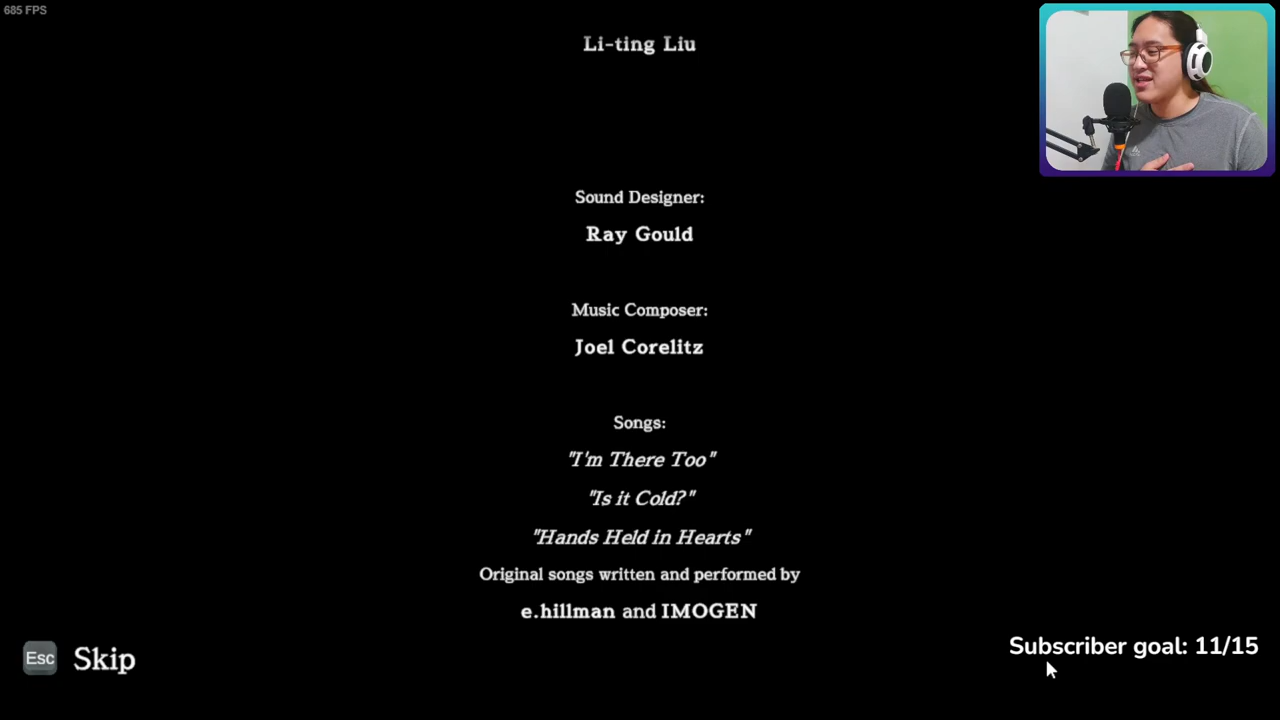 685 FPS
Li-ting Liu
Sound Designer:
Ray Gould
Music Composer:
Joel Corelitz
Songs:
"I'm There Too"
"Is it Cold?"
"Hands Held in Hearts"
Original songs written and performed by
e.hillman and IMOGEN
Esc Skip
Subscriber goal: 11/15